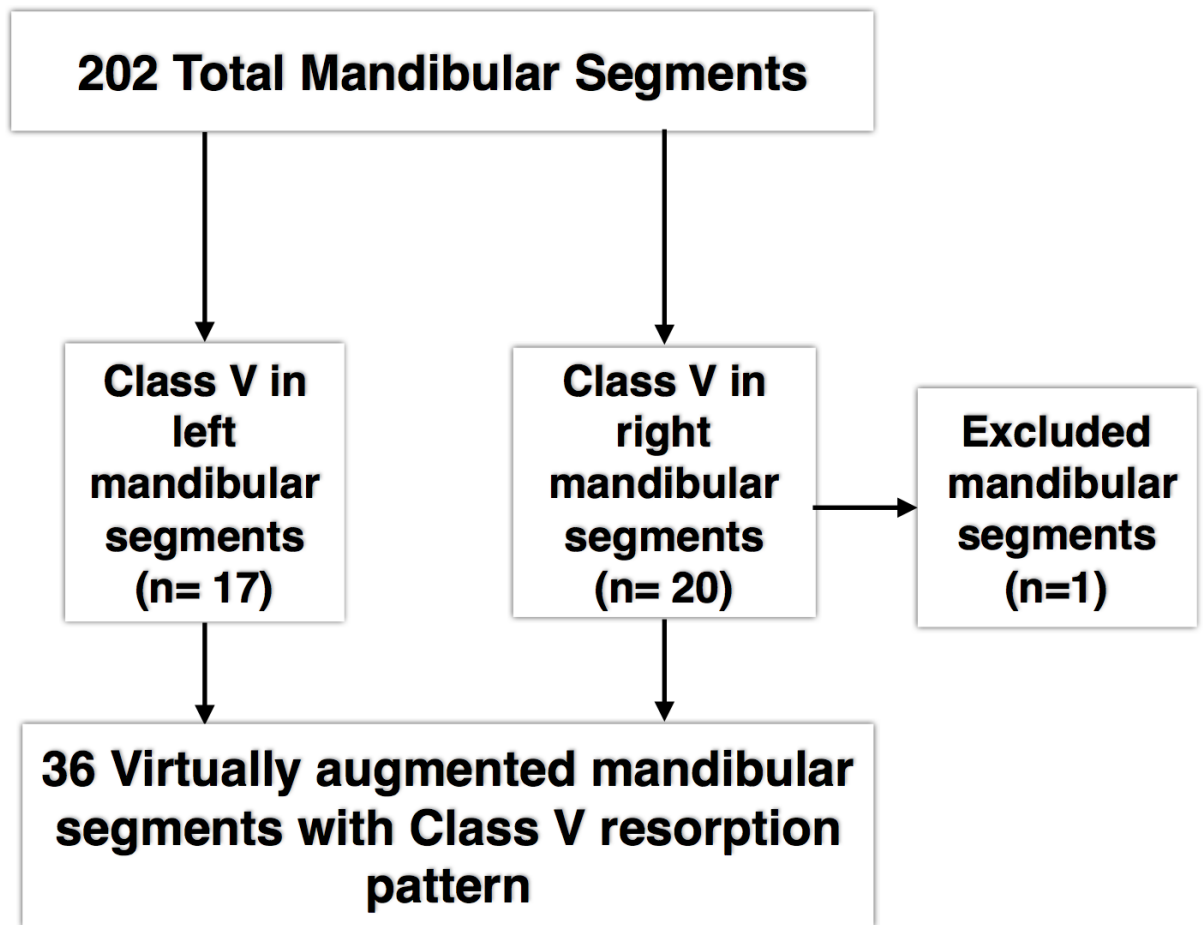 202 Total Mandibular Segments
Class V in
left
mandibular
segments
(n= 17)
Class V in
right
mandibular
segments
(n= 20)
Excluded
mandibular
segments
(n=1)
36 Virtually augmented mandibular
segments with Class V resorption
pattern